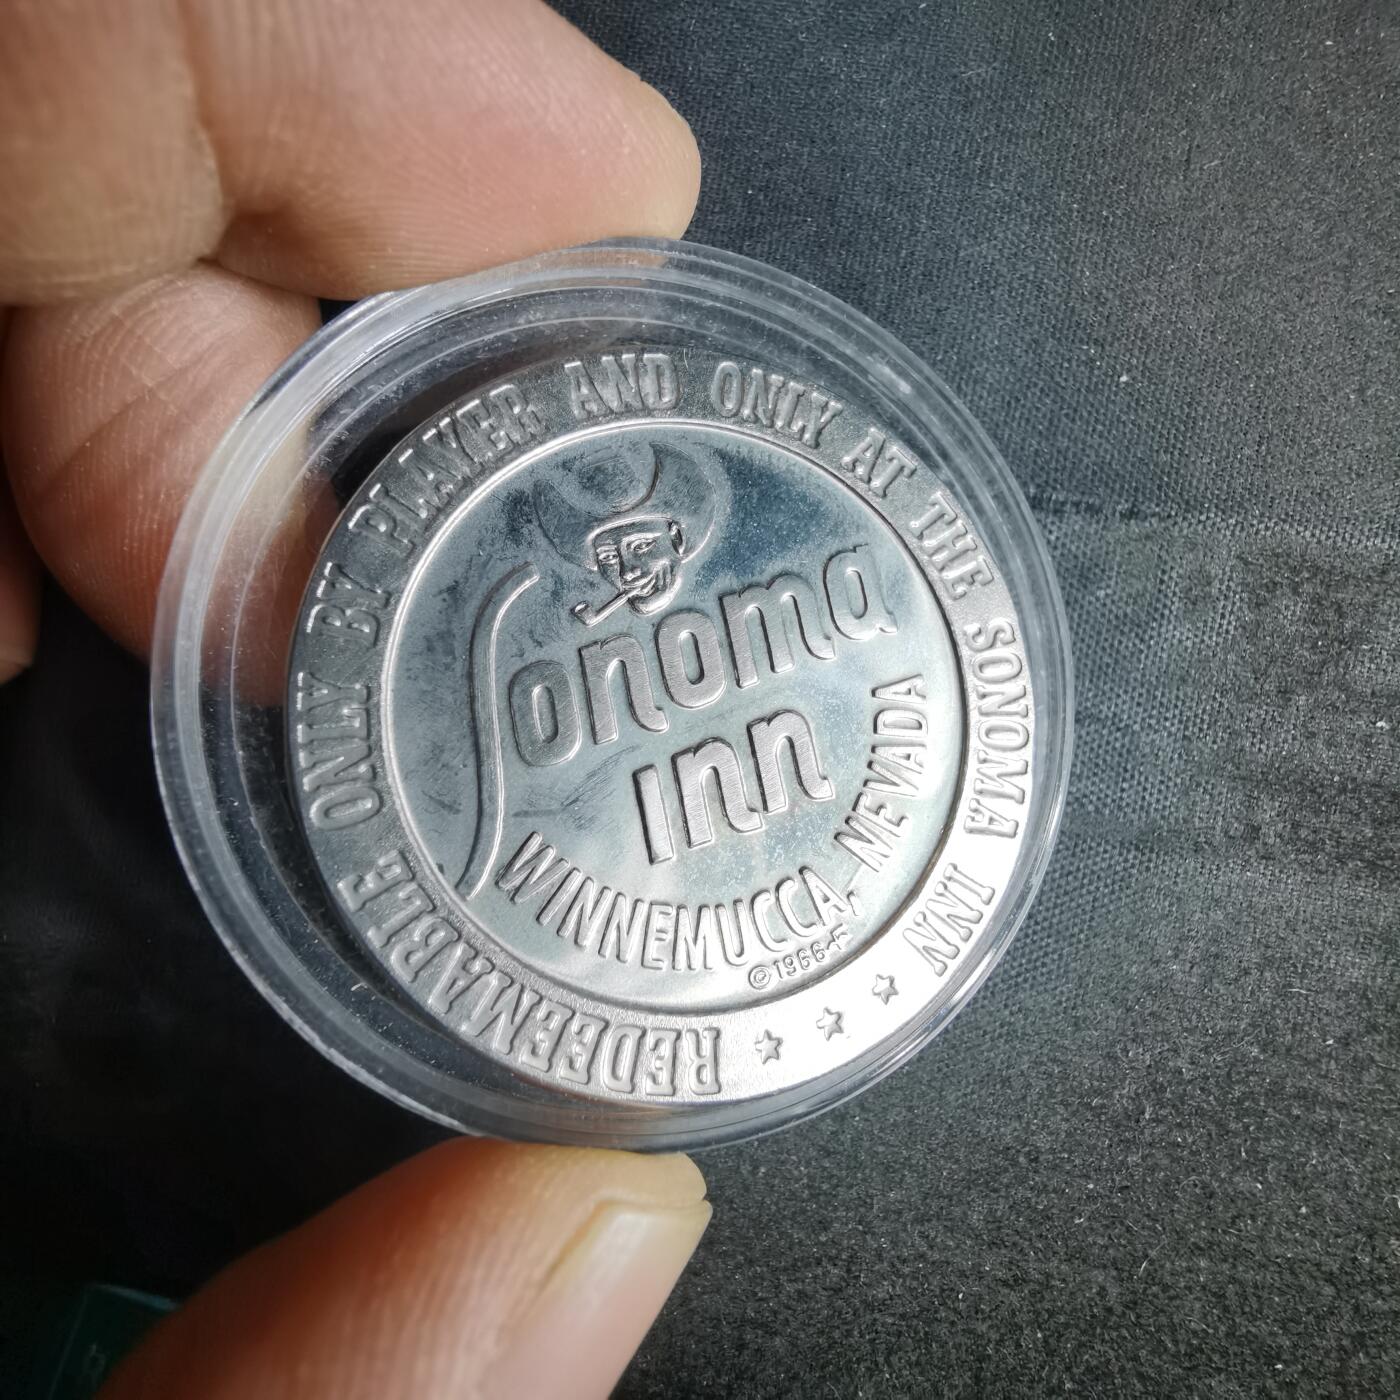 REDEEMABLE ONLY BY PLAYER AND ONLY AT THE SONOMA INN
Sonoma
Inn
WINNEMUCCA, NEVADA
©1966-F